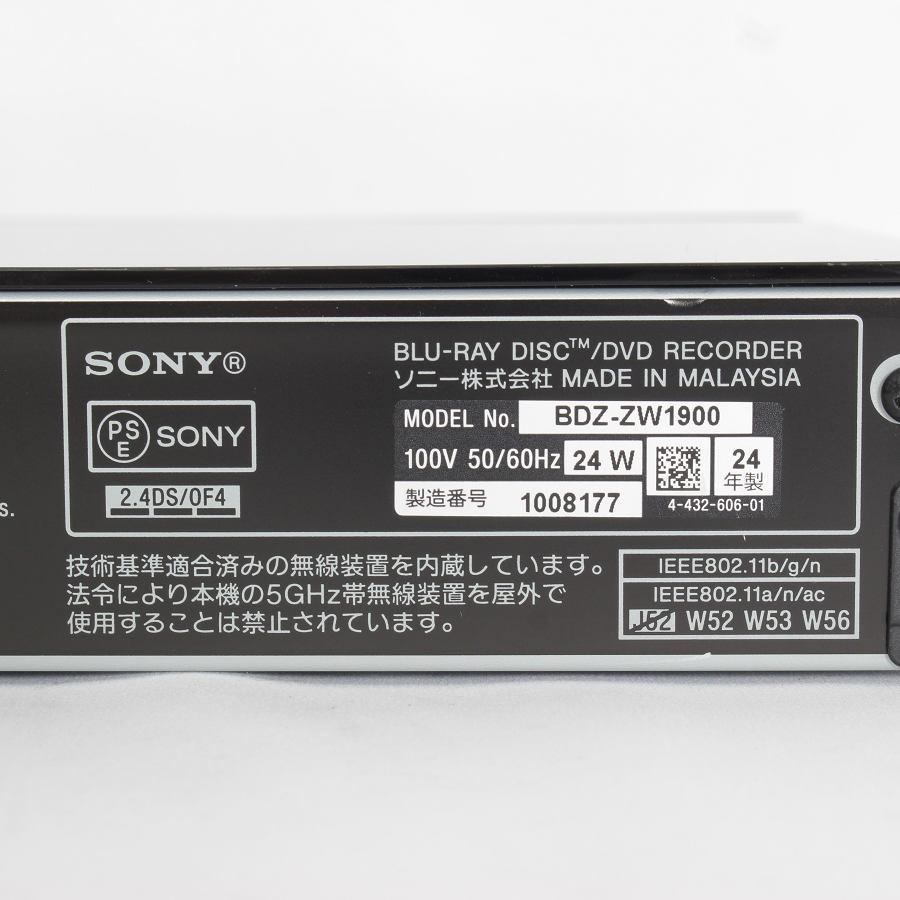 SONY®
BLU-RAY DISC™/DVD RECORDER
ソニー株式会社 MADE IN MALAYSIA
PSE SONY
MODEL No. BDZ-ZW1900
100V 50/60Hz 24 W
24年製
2.4DS/OF4
製造番号 1008177
4-432-606-01
s.
技術基準適合済みの無線装置を内蔵しています。
法令により本機の5GHz帯無線装置を屋外で
使用することは禁止されています。
IEEE802.11b/g/n
IEEE802.11a/n/ac
J52 W52 W53 W56